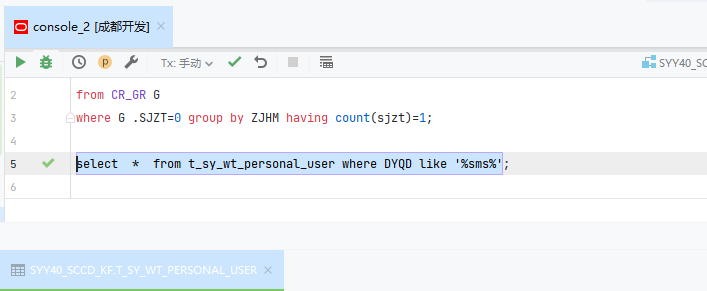 console_2 [成都开发]
Tx: 手动
SYY40_SC
2 from CR_GR G
3 where G .SJZT=0 group by ZJHM having count(sjzt)=1;
4
5 select * from t_sy_wt_personal_user where DYQD like '%sms%';
6
SYY40_SCCD_KF.T_SY_WT_PERSONAL_USER